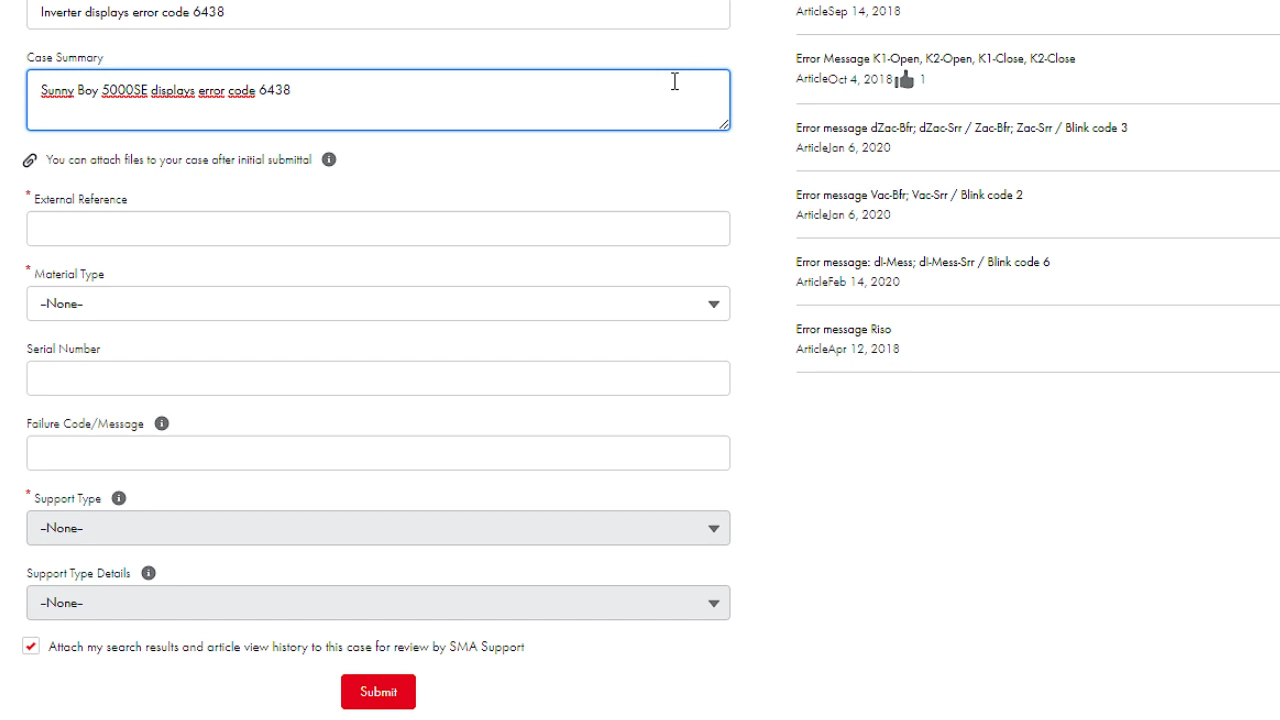 Inverter displays error code 6438
Case Summary
Sunny Boy 5000SE displays error code 6438
You can attach files to your case after initial submittal
* External Reference
* Material Type
--None--
Serial Number
Failure Code/Message
* Support Type
--None--
Support Type Details
--None--
Attach my search results and article view history to this case for review by SMA Support
Submit
ArticleSep 14, 2018
Error Message K1-Open, K2-Open, K1-Close, K2-Close
ArticleOct 4, 2018 1
Error message dZac-Bfr; dZac-Srr / Zac-Bfr; Zac-Srr / Blink code 3
ArticleJan 6, 2020
Error message Vac-Bfr; Vac-Srr / Blink code 2
ArticleJan 6, 2020
Error message: dI-Mess; dI-Mess-Srr / Blink code 6
ArticleFeb 14, 2020
Error message Riso
ArticleApr 12, 2018